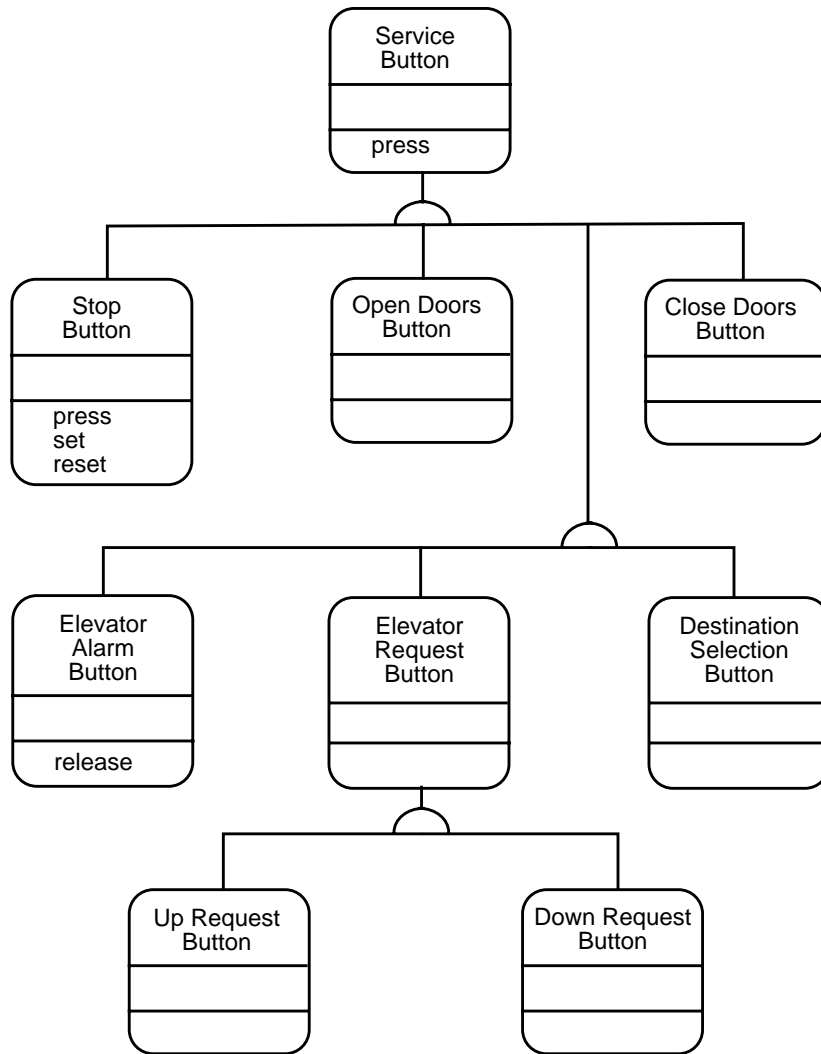 Service
Button
press
Stop
Button
press
set
reset
Open Doors
Button
Close Doors
Button
Elevator
Alarm
Button
release
Elevator
Request
Button
Destination
Selection
Button
Up Request
Button
Down Request
Button